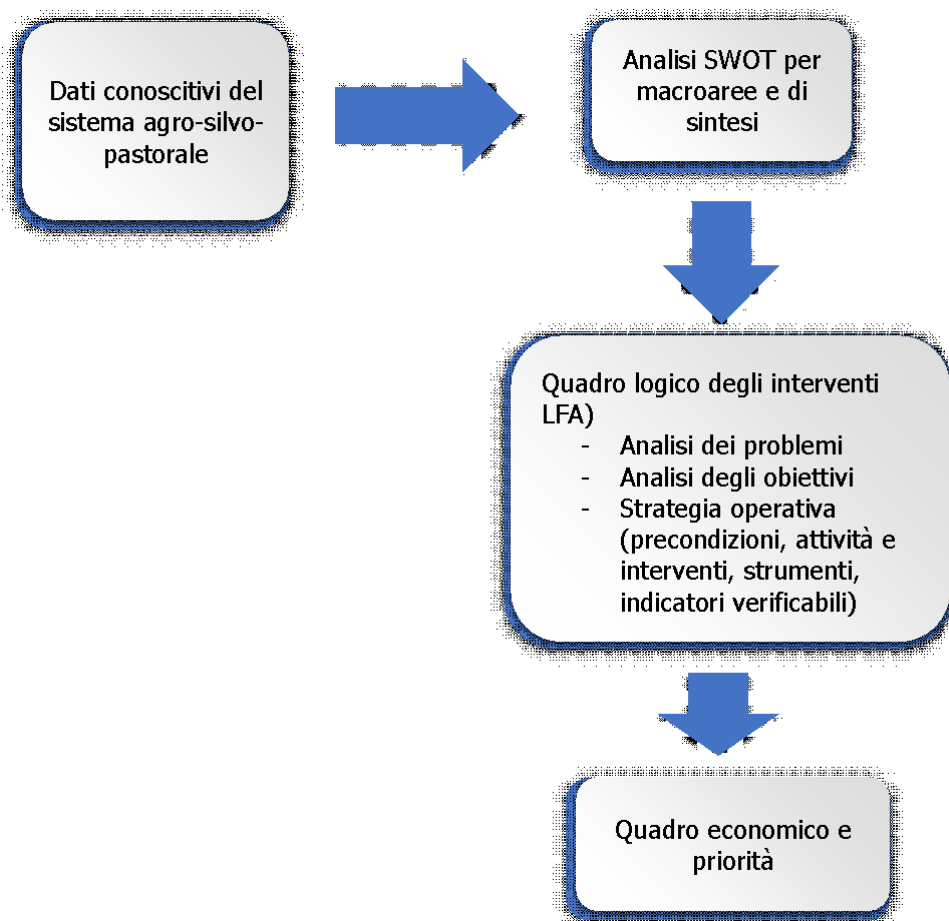 Dati conoscitivi del
sistema agro-silvo-
pastorale
Analisi SWOT per
macroaree e di
sintesi
Quadro logico degli interventi
LFA)
- Analisi dei problemi
- Analisi degli obiettivi
- Strategia operativa
(precondizioni, attività e
interventi, strumenti,
indicatori verificabili)
Quadro economico e
priorità